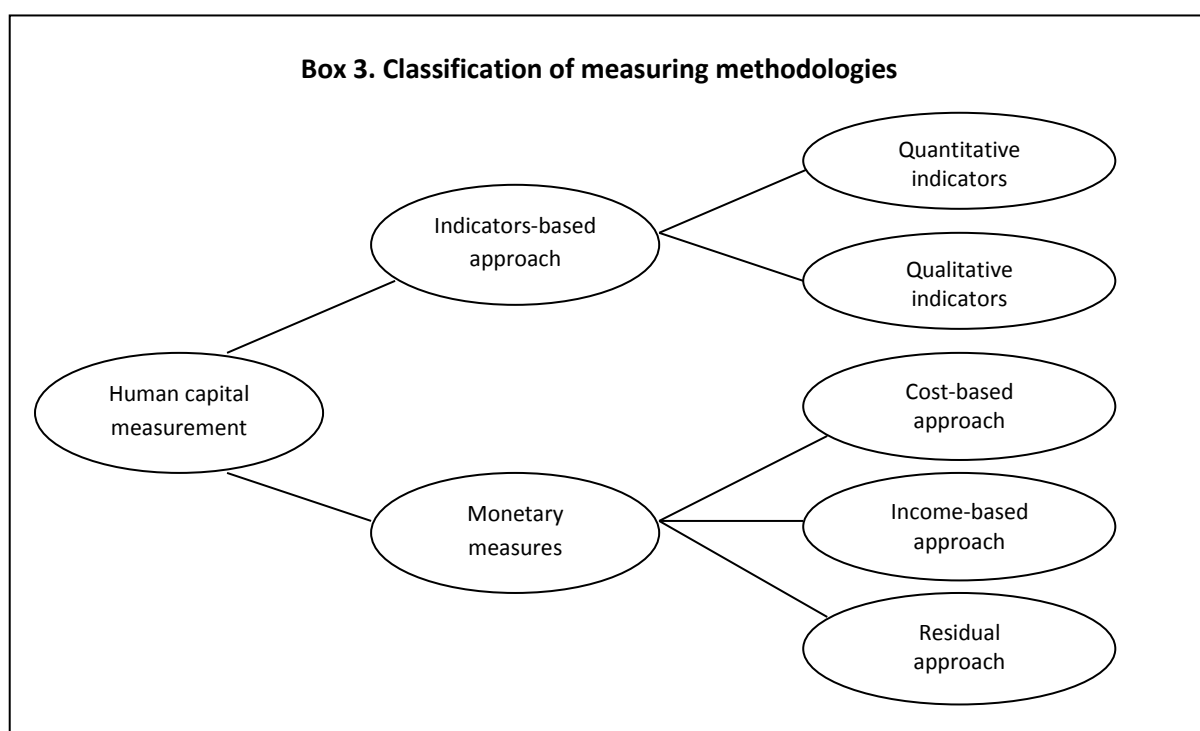 Box 3. Classification of measuring methodologies
Quantitative
indicators
Indicators-based
approach
Qualitative
indicators
Human capital
measurement
Cost-based
approach
Monetary
measures
Income-based
approach
Residual
approach